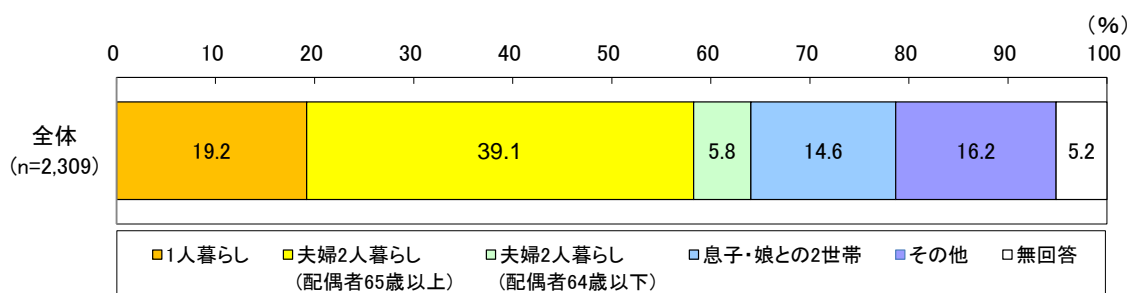 (%)
0 10 20 30 40 50 60 70 80 90 100
全体
(n=2,309)
19.2 39.1 5.8 14.6 16.2 5.2
1人暮らし 夫婦2人暮らし 夫婦2人暮らし 息子・娘との2世帯 その他 無回答
(配偶者65歳以上) (配偶者64歳以下)